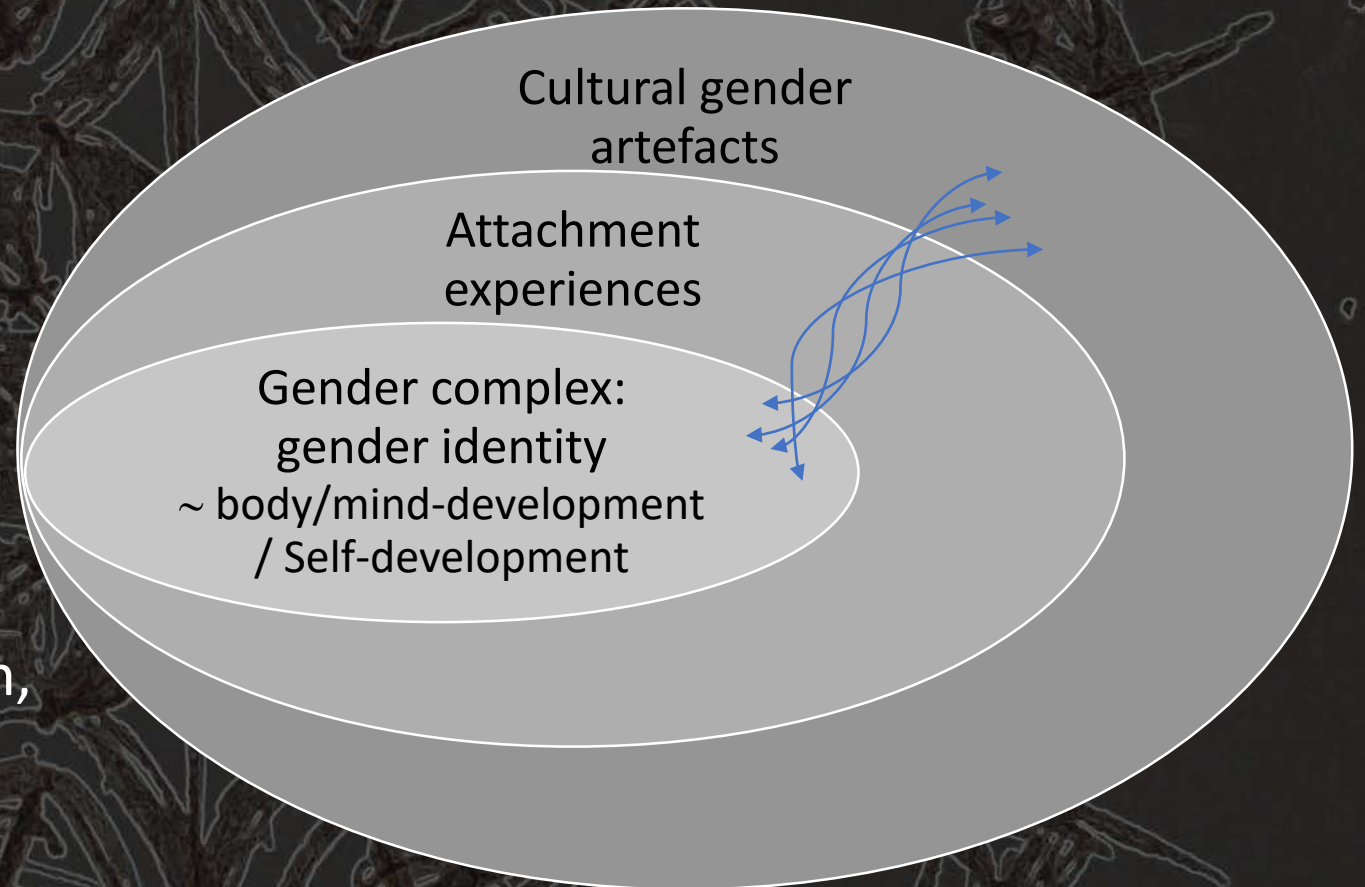 Cultural gender
artefacts
Attachment
experiences
Gender complex:
gender identity
~ body/mind-development
/ Self-development
n,